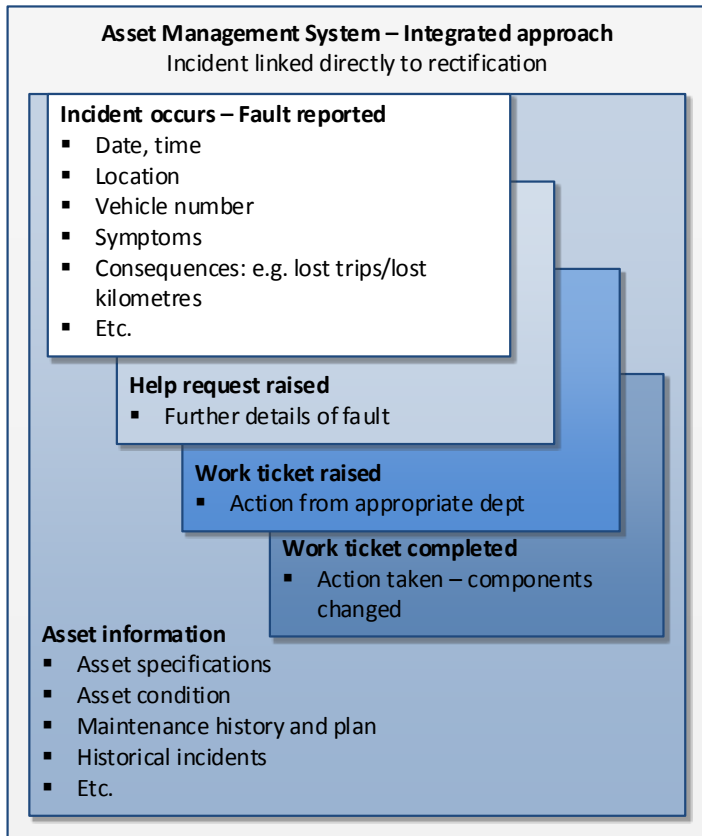 Asset Management System – Integrated approach
Incident linked directly to rectification
Incident occurs – Fault reported
▪ Date, time
▪ Location
▪ Vehicle number
▪ Symptoms
▪ Consequences: e.g. lost trips/lost
kilometres
▪ Etc.
Help request raised
▪ Further details of fault
Work ticket raised
▪ Action from appropriate dept
Work ticket completed
▪ Action taken – components
changed
Asset information
▪ Asset specifications
▪ Asset condition
▪ Maintenance history and plan
▪ Historical incidents
▪ Etc.